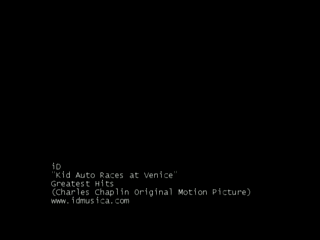 iD
"Kid Auto Races at Venice"
Greatest Hits
(Charles Chaplin Original Motion Picture)
www.idmusica.com